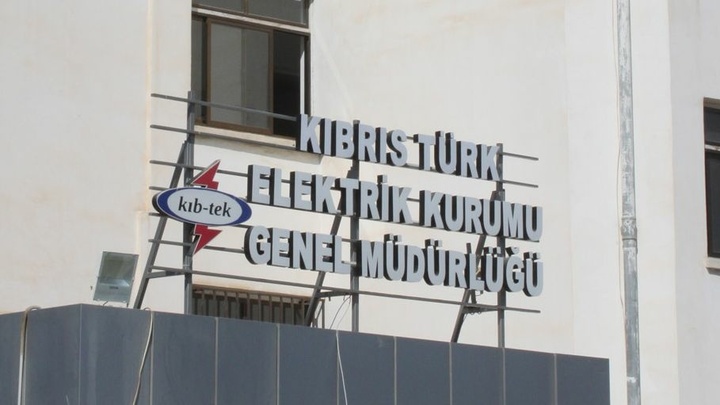 KIBRIS TÜRK
kıb-tek
ELEKTRİK KURUMU
GENEL MÜDÜRLÜĞÜ